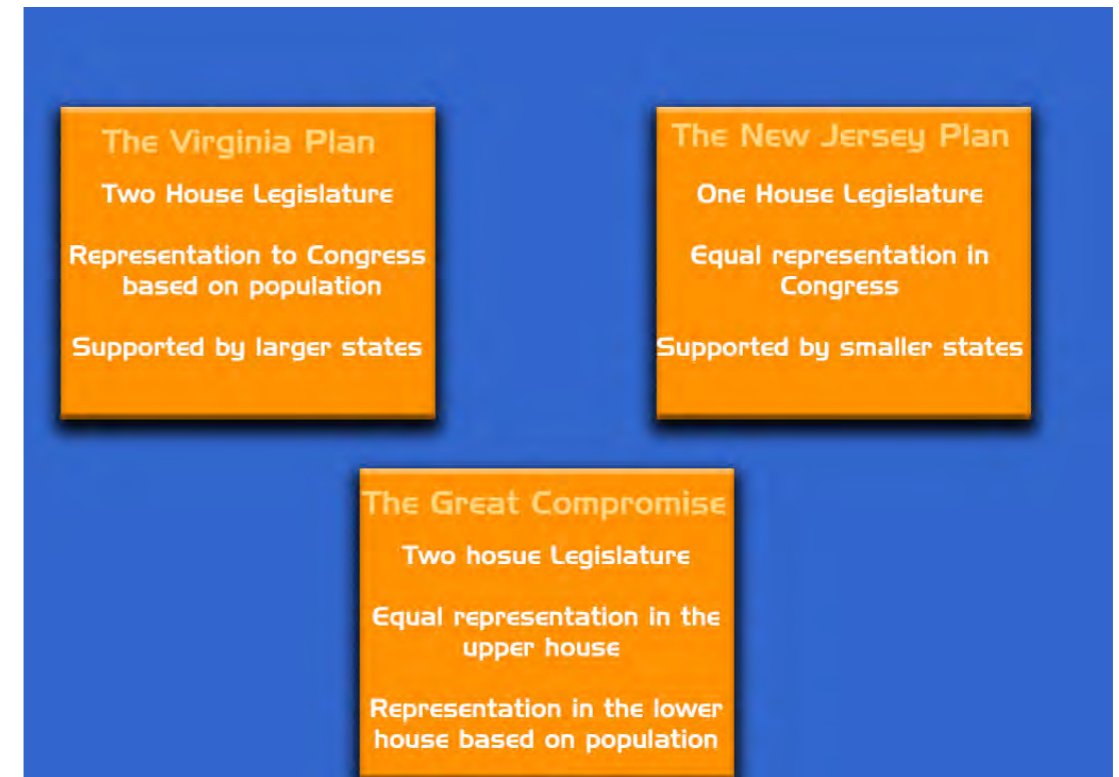 The Virginia Plan
Two House Legislature
Representation to Congress
based on population
Supported by larger states
The New Jersey Plan
One House Legislature
Equal representation in
Congress
Supported by smaller states
The Great Compromise
Two hosue Legislature
Equal representation in the
upper house
Representation in the lower
house based on population